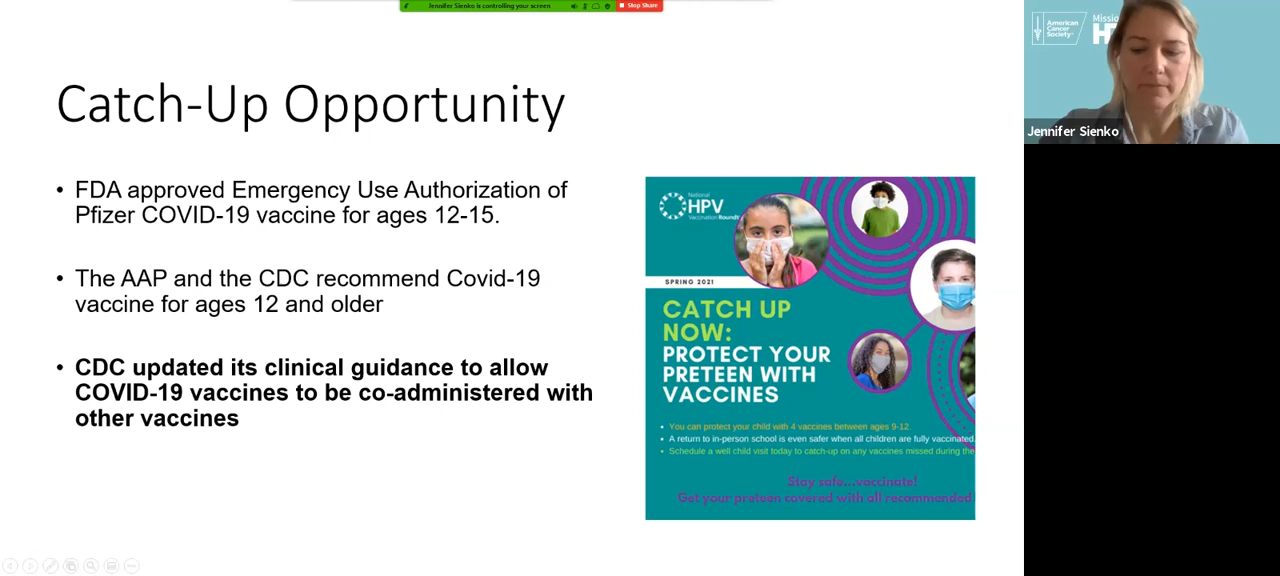 Jennifer Sienko is controlling your screen
Stop Share
Catch-Up Opportunity
• FDA approved Emergency Use Authorization of
Pfizer COVID-19 vaccine for ages 12-15.
• The AAP and the CDC recommend Covid-19
vaccine for ages 12 and older
• CDC updated its clinical guidance to allow
COVID-19 vaccines to be co-administered with
other vaccines
National
HPV
Vaccination
SPRING 2021
CATCH UP
NOW:
PROTECT YOUR
PRETEEN WITH
VACCINES
• You can protect your child with 4 vaccines between ages 9-12.
• A return to in-person school is even safer when all children are fully vaccinated.
• Schedule a well child visit today to catch-up on any vaccines missed during the
Stay safe...vaccinate!
Get your preteen covered with all recommended
American
Cancer
Society
Jennifer Sienko